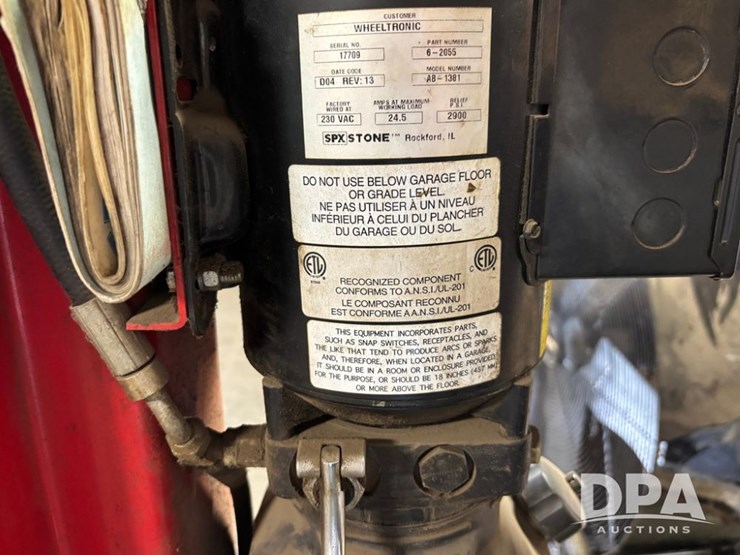 CUSTOMER
WHEELTRONIC
SERIAL NO. PART NUMBER
17709 6-2055
DATE CODE MODEL NUMBER
D04 REV: 13 AB-1381
FACTORY WIRED AT AMPS AT MAXIMUM WORKING LOAD RELIEF P.S.I.
230 VAC 24.5 2900
SPX STONE™ Rockford, IL
DO NOT USE BELOW GARAGE FLOOR
OR GRADE LEVEL.
NE PAS UTILISER À UN NIVEAU
INFÉRIEUR À CELUI DU PLANCHER
DU GARAGE OU DU SOL.
ETL C ETL
RECOGNIZED COMPONENT
CONFORMS TO A.N.S.I./UL-201
LE COMPOSANT RECONNU
EST CONFORME A A.N.S.I./UL-201
THIS EQUIPMENT INCORPORATES PARTS,
SUCH AS SNAP SWITCHES, RECEPTACLES, AND
THE LIKE THAT TEND TO PRODUCE ARCS OR SPARKS
AND, THEREFORE, WHEN LOCATED IN A GARAGE,
IT SHOULD BE IN A ROOM OR ENCLOSURE PROVIDED
FOR THE PURPOSE, OR SHOULD BE 18 INCHES (457 MM)
OR MORE ABOVE THE FLOOR.
DPA
AUCTIONS